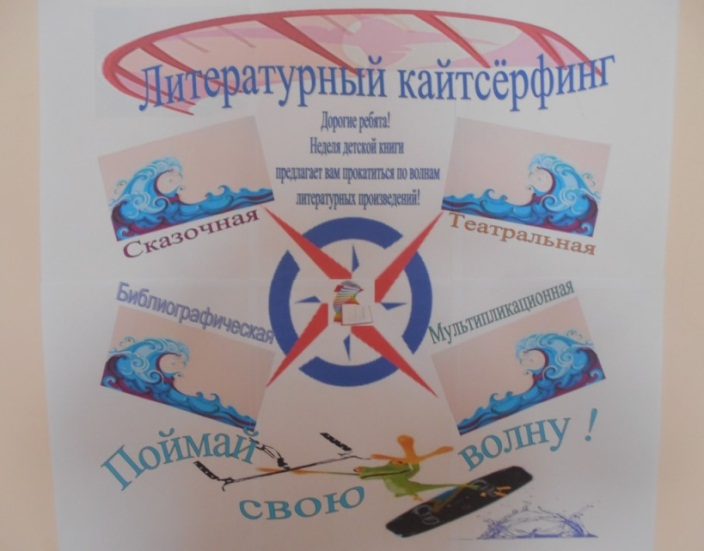 Литературный кайтсёрфинг
Дорогие ребята!
Неделя детской книги
предлагает вам прокатиться по волнам
литературных произведений!
Сказочная
Театральная
Библиографическая
Мультипликационная
Поймай свою волну !